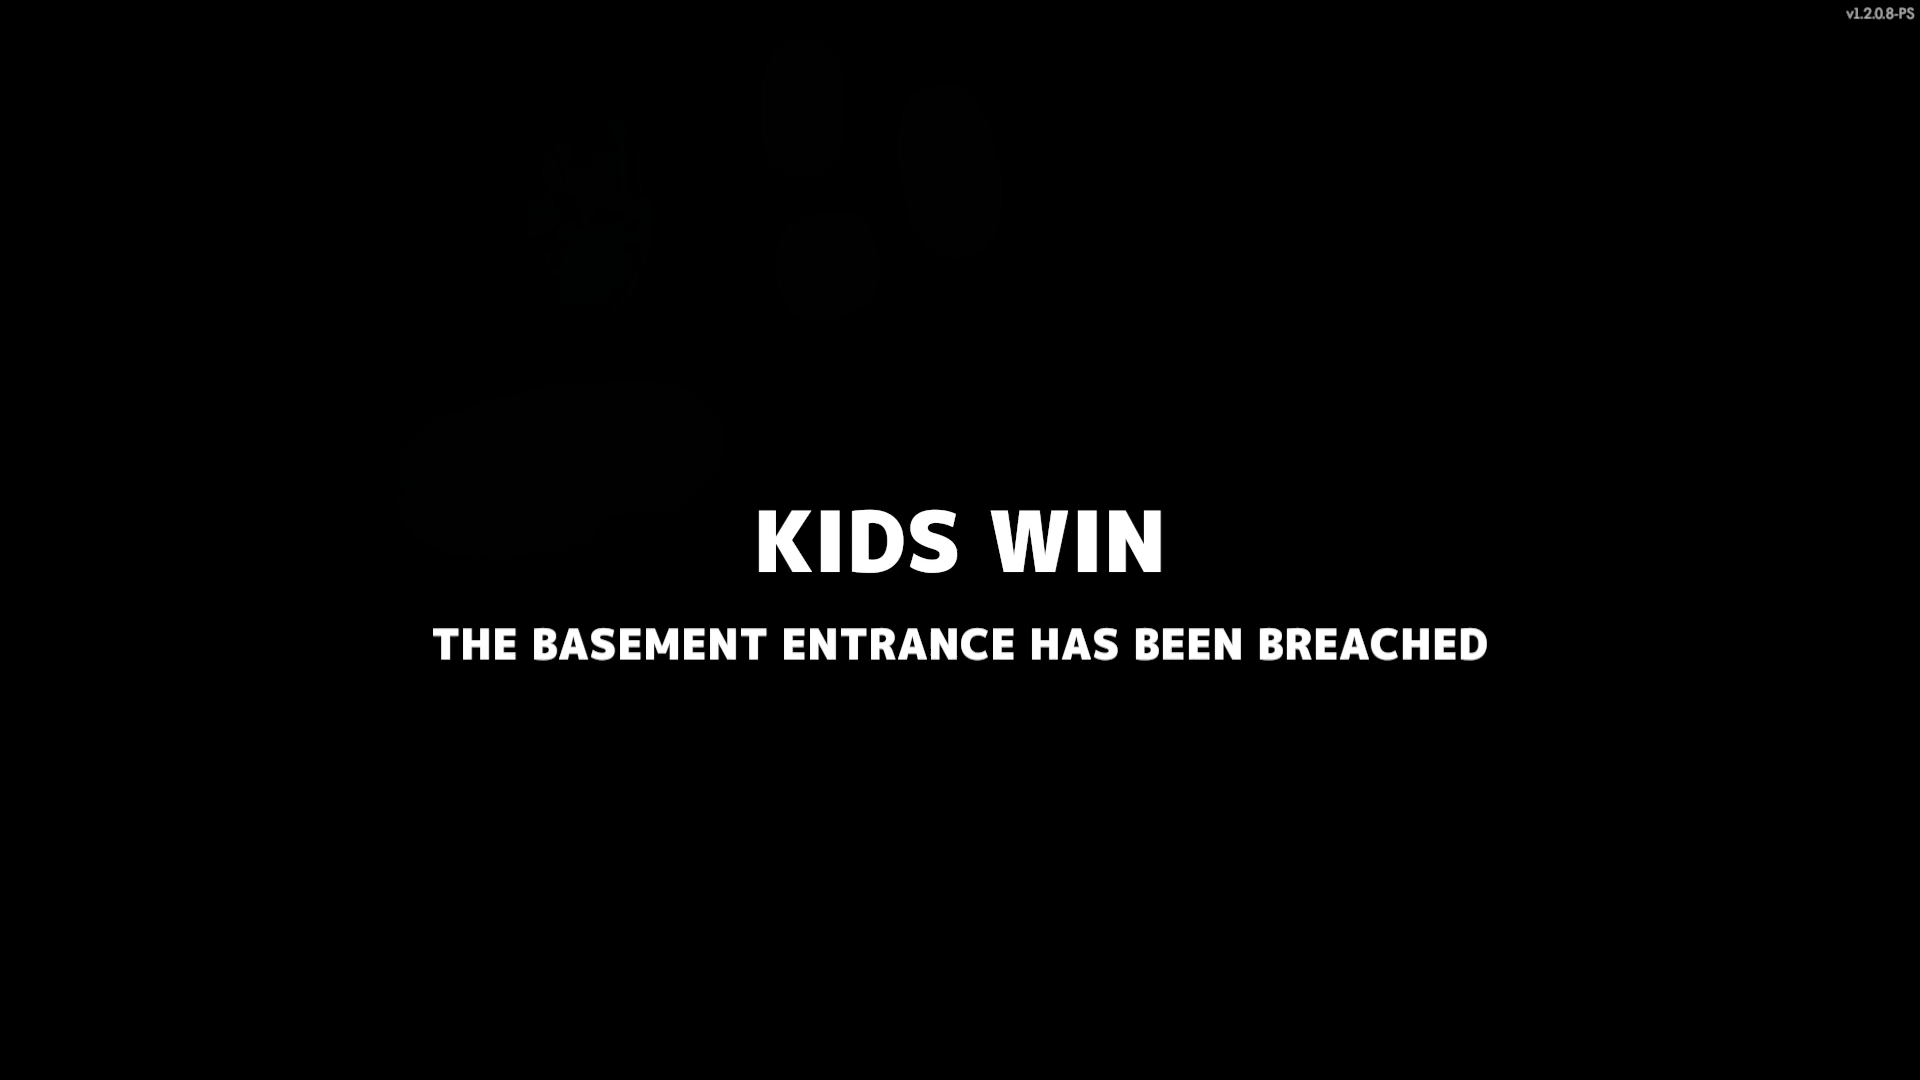 v1.2.0.8-PS
KIDS WIN
THE BASEMENT ENTRANCE HAS BEEN BREACHED